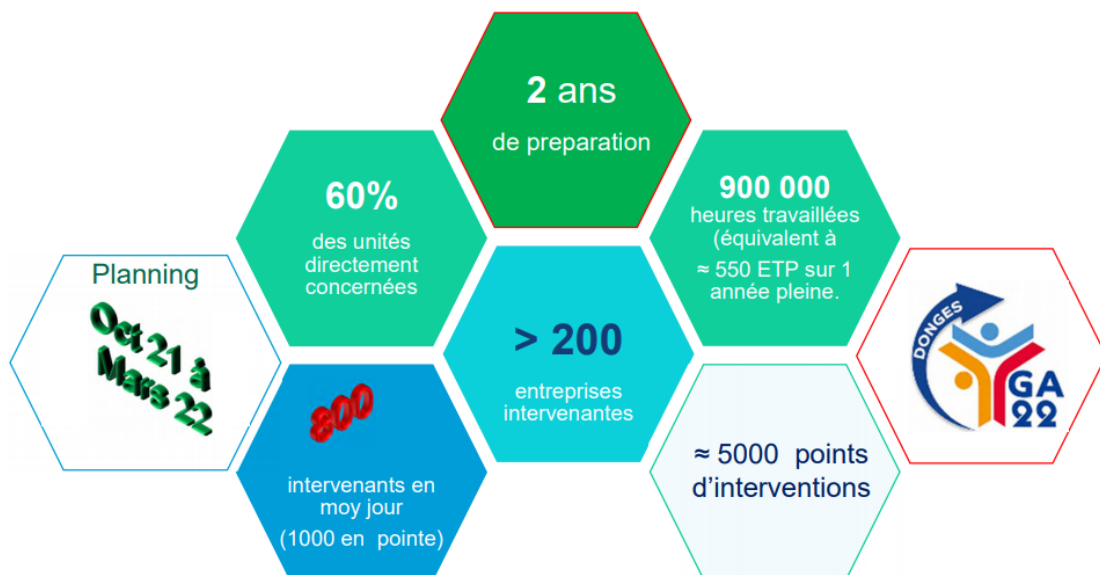 2 ans
de preparation
60%
des unités
directement
concernées
900 000
heures travaillées
(équivalent à
≈ 550 ETP sur 1
année pleine.
Planning
Oct 21 à
Mars 22
> 200
entreprises
intervenantes
DONGES
GA
22
800
intervenants en
moy jour
(1000 en pointe)
≈ 5000 points
d’interventions